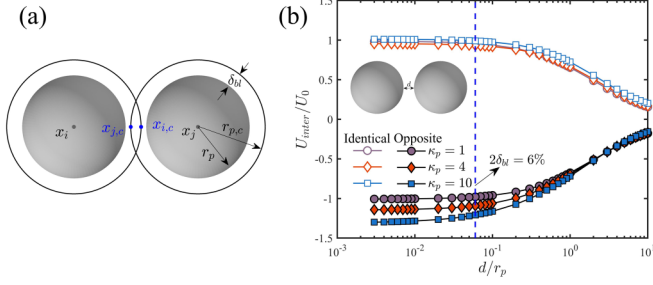 (a)
δbl
xi
xj,c
xi,c
xj
rp,c
rp
(b)
1.5
1
0.5
0
-0.5
-1
-1.5
Uinter/U0
d
Identical Opposite
κp = 1
κp = 4
κp = 10
2δbl = 6%
10-3
10-2
10-1
100
101
d/rp